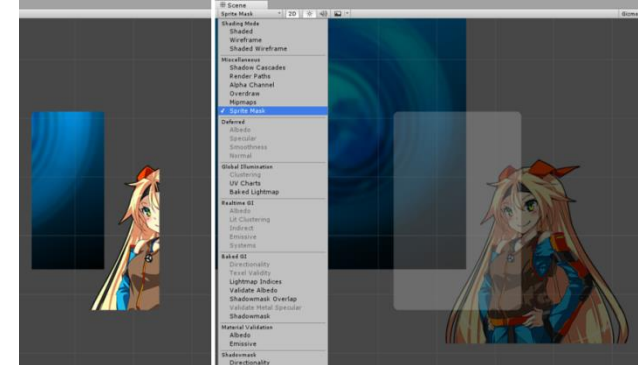 Scene
Sprite Mask
2D
Gizmo
Shading Mode
Shaded
Wireframe
Shaded Wireframe
Miscellaneous
Shadow Cascades
Render Paths
Alpha Channel
Overdraw
Mipmaps
✓ Sprite Mask
Deferred
Albedo
Specular
Smoothness
Normal
Global Illumination
Clustering
UV Charts
Baked Lightmap
Realtime GI
Albedo
Lit Clustering
Indirect
Emissive
Systems
Baked GI
Directionality
Texel Validity
Lightmap Indices
Validate Albedo
Shadowmask Overlap
Validate Metal Specular
Shadowmask
Material Validation
Albedo
Emissive
Shadowmask
Directionality